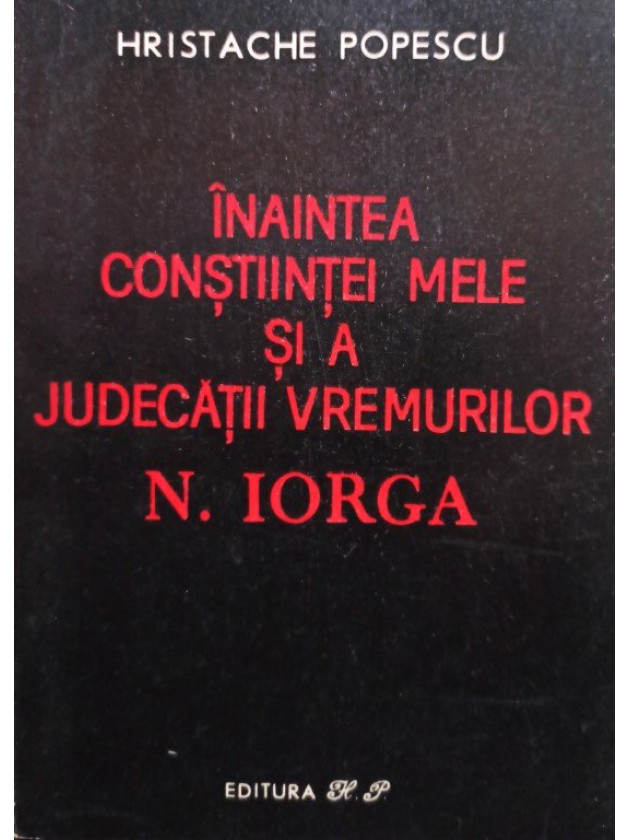 HRISTACHE POPESCU
ÎNAINTEA
CONȘTIINȚEI MELE
ȘI A
JUDECĂȚII VREMURILOR
N. IORGA
EDITURA H. P.